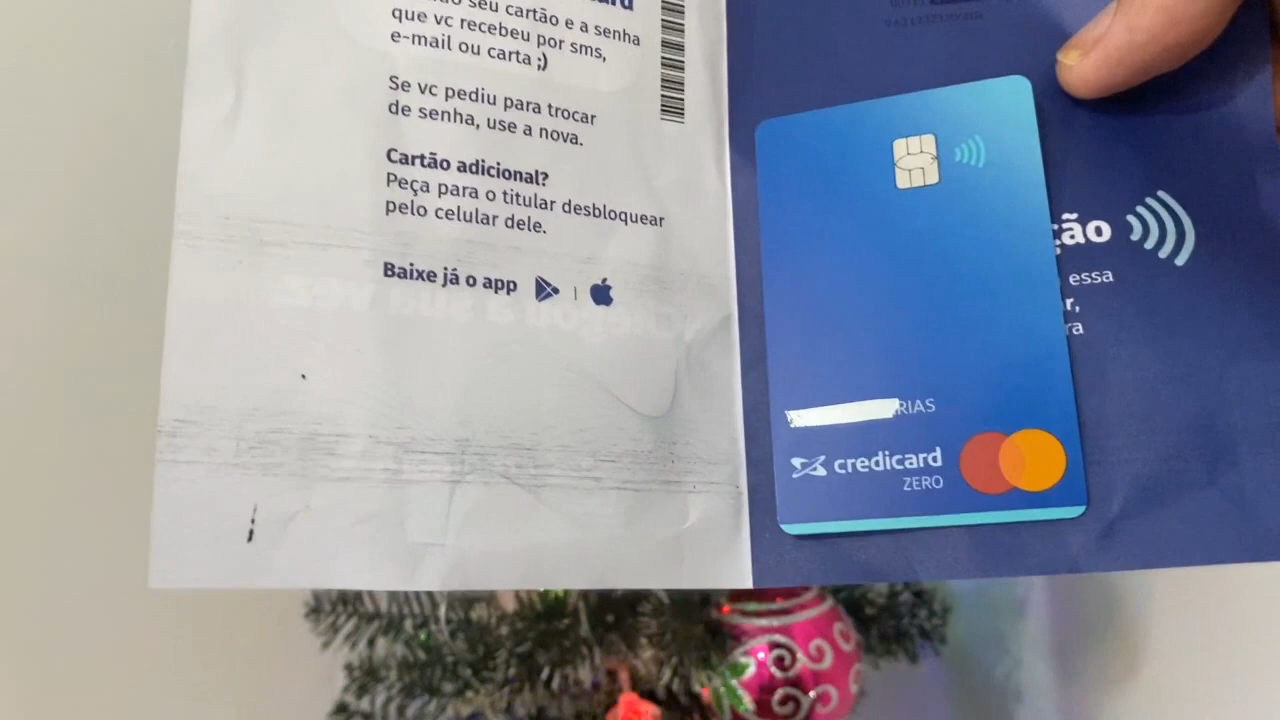 seu cartão e a senha
que vc recebeu por sms,
e-mail ou carta ;)
Se vc pediu para trocar
de senha, use a nova.
Cartão adicional?
Peça para o titular desbloquear
pelo celular dele.
Baixe já o app |
ção
essa
r,
ra
RIAS
credicard
ZERO